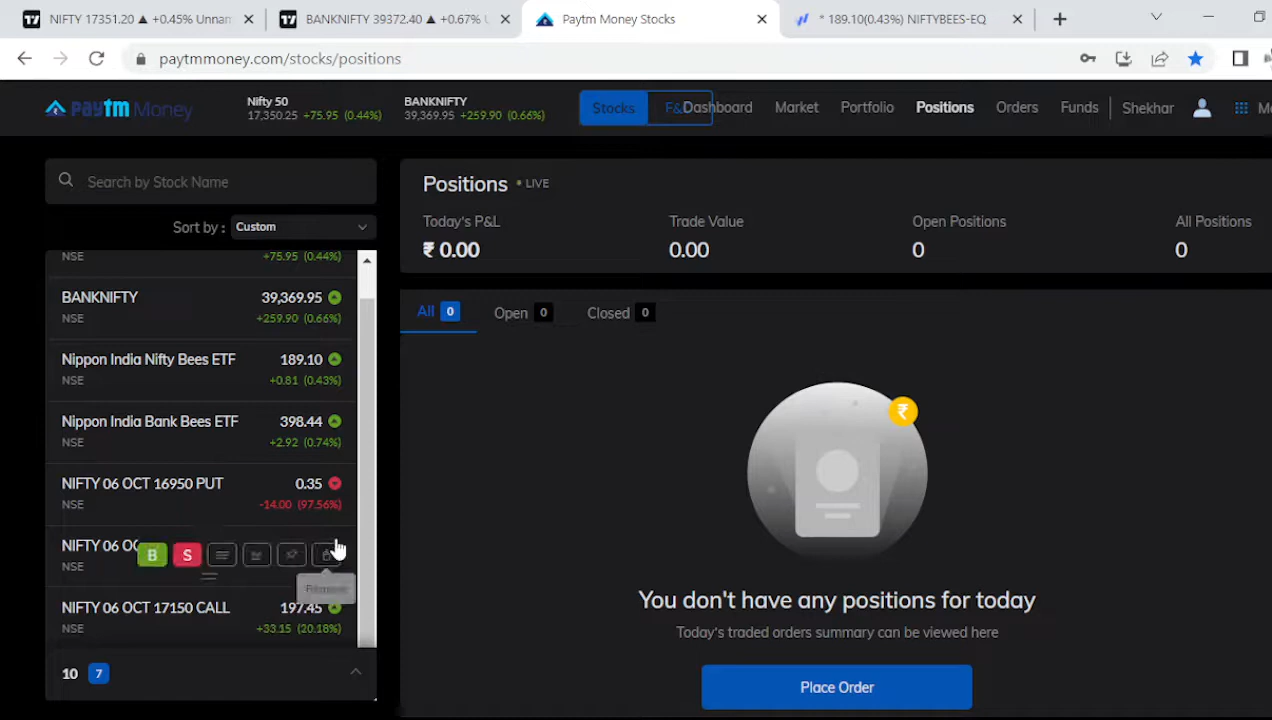 NIFTY 17351.20 ▲ +0.45% Unnam
BANKNIFTY 39372.40 ▲ +0.67% U
Paytm Money Stocks
* 189.10(0.43%) NIFTYBEES-EQ
paytmmoney.com/stocks/positions
paytm Money
Nifty 50
17,350.25 +75.95 (0.44%)
BANKNIFTY
39,369.95 +259.90 (0.66%)
Stocks
Dashboard
Market
Portfolio
Positions
Orders
Funds
Shekhar
Search by Stock Name
Sort by : Custom
NSE +75.95 (0.44%)
BANKNIFTY 39,369.95
NSE +259.90 (0.66%)
Nippon India Nifty Bees ETF 189.10
NSE +0.81 (0.43%)
Nippon India Bank Bees ETF 398.44
NSE +2.92 (0.74%)
NIFTY 06 OCT 16950 PUT 0.35
NSE -14.00 (97.56%)
NIFTY 06 OC B S
NSE
Remove
NIFTY 06 OCT 17150 CALL 197.45
NSE +33.15 (20.18%)
10 7
Positions • LIVE
Today's P&L
₹ 0.00
Trade Value
0.00
Open Positions
0
All Positions
0
All 0
Open 0
Closed 0
₹
You don't have any positions for today
Today's traded orders summary can be viewed here
Place Order